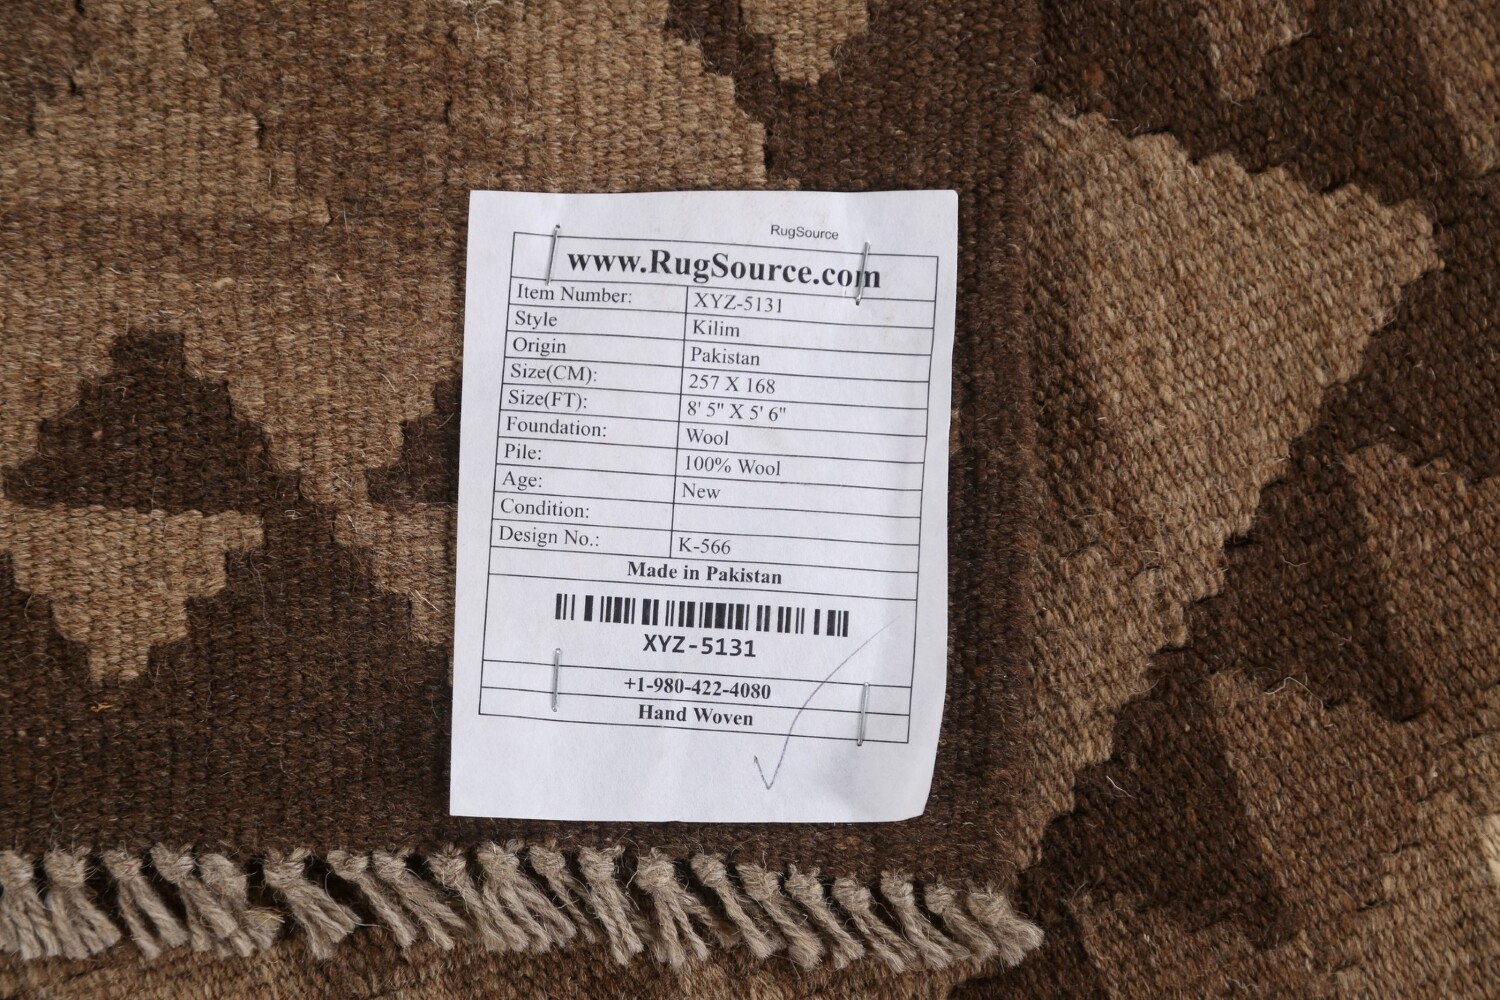 RugSource
www.RugSource.com
Item Number: XYZ-5131
Style Kilim
Origin Pakistan
Size(CM): 257 X 168
Size(FT): 8' 5" X 5' 6"
Foundation: Wool
Pile: 100% Wool
Age: New
Condition:
Design No.: K-566
Made in Pakistan
XYZ-5131
+1-980-422-4080
Hand Woven